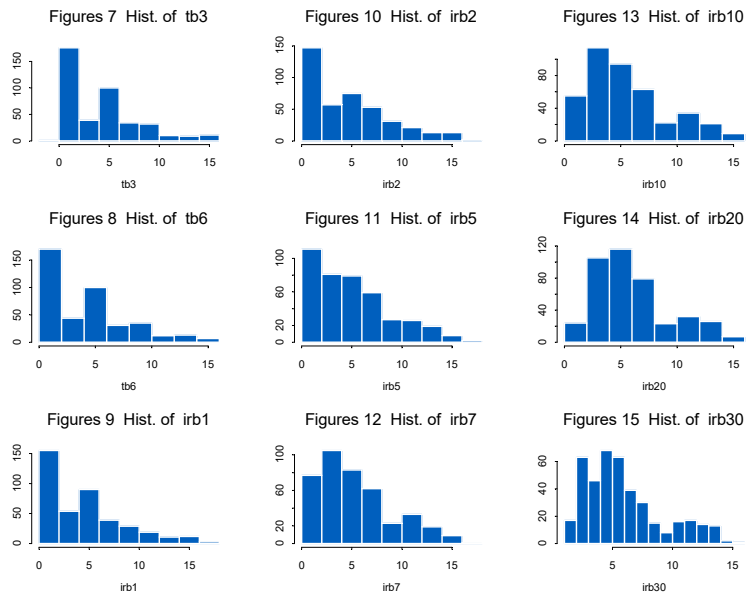 Figures 7 Hist. of tb3
0 50 100 150
0 5 10 15
tb3
Figures 10 Hist. of irb2
0 50 100 150
0 5 10 15
irb2
Figures 13 Hist. of irb10
0 40 80
0 5 10 15
irb10
Figures 8 Hist. of tb6
0 50 100 150
0 5 10 15
tb6
Figures 11 Hist. of irb5
0 20 60 100
0 5 10 15
irb5
Figures 14 Hist. of irb20
0 40 80 120
0 5 10 15
irb20
Figures 9 Hist. of irb1
0 50 100 150
0 5 10 15
irb1
Figures 12 Hist. of irb7
0 20 60 100
0 5 10 15
irb7
Figures 15 Hist. of irb30
0 20 40 60
5 10 15
irb30